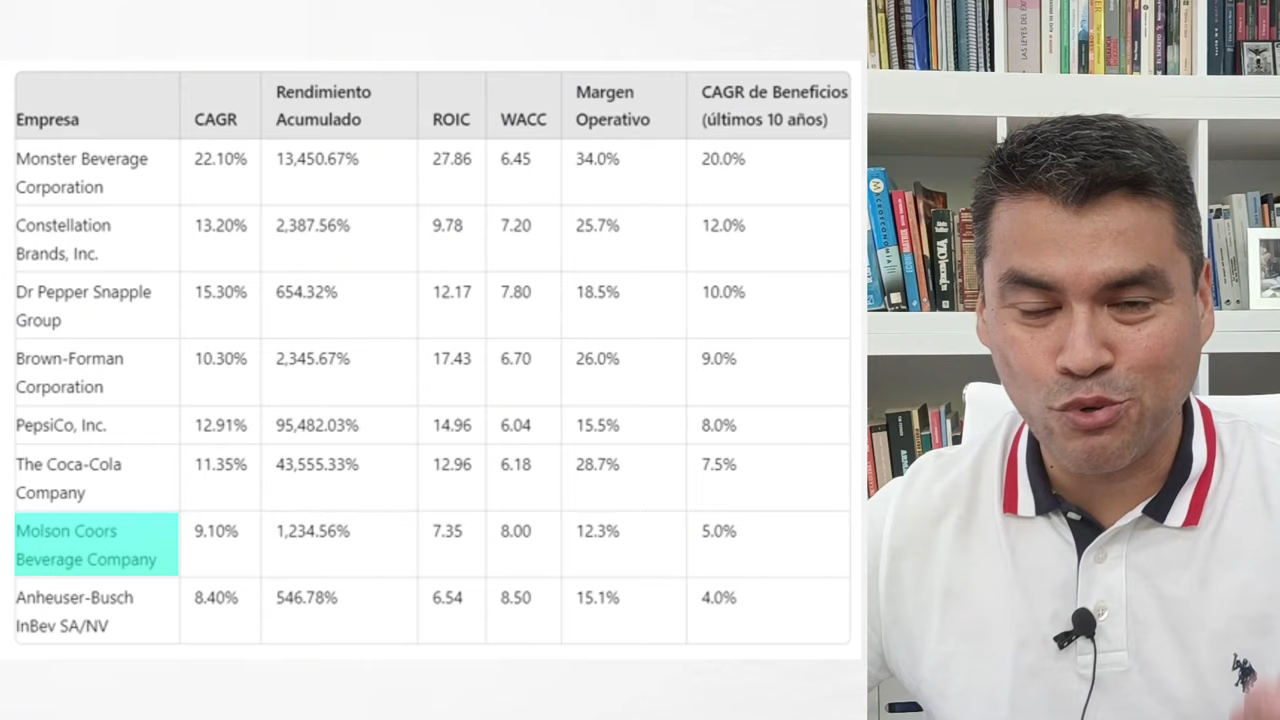 Empresa CAGR Rendimiento Acumulado ROIC WACC Margen Operativo CAGR de Beneficios (últimos 10 años)
Monster Beverage Corporation 22.10% 13,450.67% 27.86 6.45 34.0% 20.0%
Constellation Brands, Inc. 13.20% 2,387.56% 9.78 7.20 25.7% 12.0%
Dr Pepper Snapple Group 15.30% 654.32% 12.17 7.80 18.5% 10.0%
Brown-Forman Corporation 10.30% 2,345.67% 17.43 6.70 26.0% 9.0%
PepsiCo, Inc. 12.91% 95,482.03% 14.96 6.04 15.5% 8.0%
The Coca-Cola Company 11.35% 43,555.33% 12.96 6.18 28.7% 7.5%
Molson Coors Beverage Company 9.10% 1,234.56% 7.35 8.00 12.3% 5.0%
Anheuser-Busch InBev SA/NV 8.40% 546.78% 6.54 8.50 15.1% 4.0%
MACROECONOMÍA